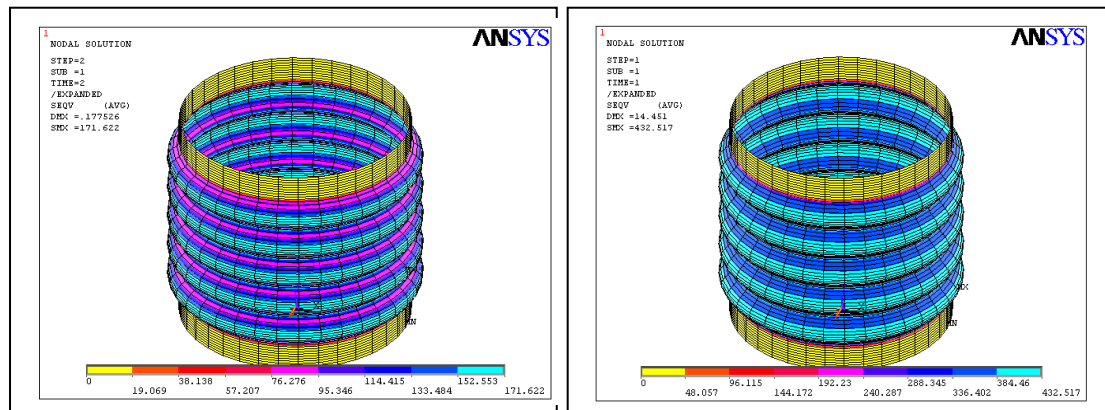 1
NODAL SOLUTION
STEP=2
SUB =1
TIME=2
/EXPANDED
SEQV (AVG)
DMX =.177526
SMX =171.622
ANSYS
MN
0 38.138 76.276 114.415 152.553
19.069 57.207 95.346 133.484 171.622
1
NODAL SOLUTION
STEP=1
SUB =1
TIME=1
/EXPANDED
SEQV (AVG)
DMX =14.451
SMX =432.517
ANSYS
MX
MN
0 96.115 192.23 288.345 384.46
48.057 144.172 240.287 336.402 432.517